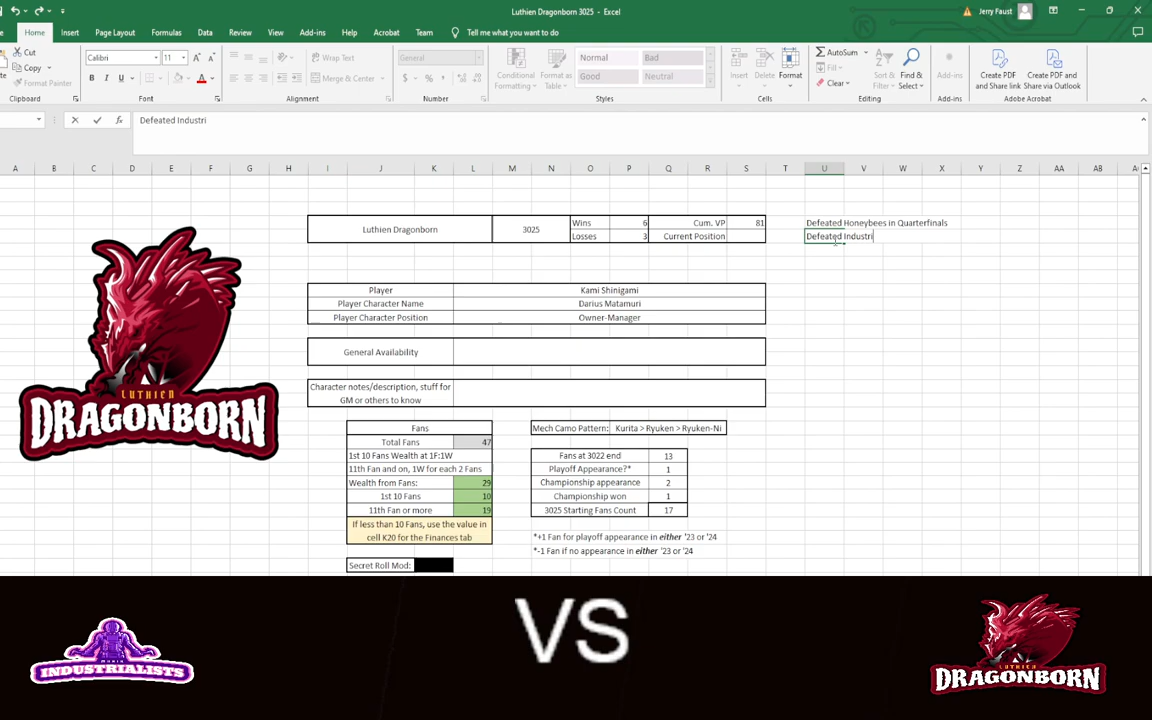 Luthien Dragonborn 3025 - Excel
Jerry Faust
Home Insert Page Layout Formulas Data Review View Add-ins Help Acrobat Team Tell me what you want to do
Cut
Copy
Format Painter
Clipboard
Calibri 11
B I U
Font
Wrap Text
Merge & Center
Alignment
General
$ % 9
Number
Conditional Formatting
Format as Table
Normal Bad
Good Neutral
Styles
Insert Delete Format
Cells
AutoSum
Fill
Clear
Sort & Filter
Find & Select
Editing
Add-ins
Add-ins
Create PDF and Share link
Create PDF and Share via Outlook
Adobe Acrobat
fx Defeated Industri
A B C D E F G H I J K L M N O P Q R S T U V W X Y Z AA AB
Luthien Dragonborn 3025 Wins 6 Cum. VP 81
Losses 3 Current Position
Defeated Honeybees in Quarterfinals
Defeated Industri
Player Kami Shinigami
Player Character Name Darius Matamuri
Player Character Position Owner-Manager
General Availability
Character notes/description, stuff for
GM or others to know
Fans
Total Fans 47
1st 10 Fans Wealth at 1F:1W
11th Fan and on, 1W for each 2 Fans
Wealth from Fans: 29
1st 10 Fans 10
11th Fan or more 19
If less than 10 Fans, use the value in
cell K20 for the Finances tab
Secret Roll Mod:
Mech Camo Pattern: Kurita > Ryuken > Ryuken-Ni
Fans at 3022 end 13
Playoff Appearance?* 1
Championship appearance 2
Championship won 1
3025 Starting Fans Count 17
*+1 Fan for playoff appearance in either '23 or '24
*-1 Fan if no appearance in either '23 or '24
LUTHIEN
DRAGONBORN
INDUSTRIALISTS
VS
LUTHIEN
DRAGONBORN